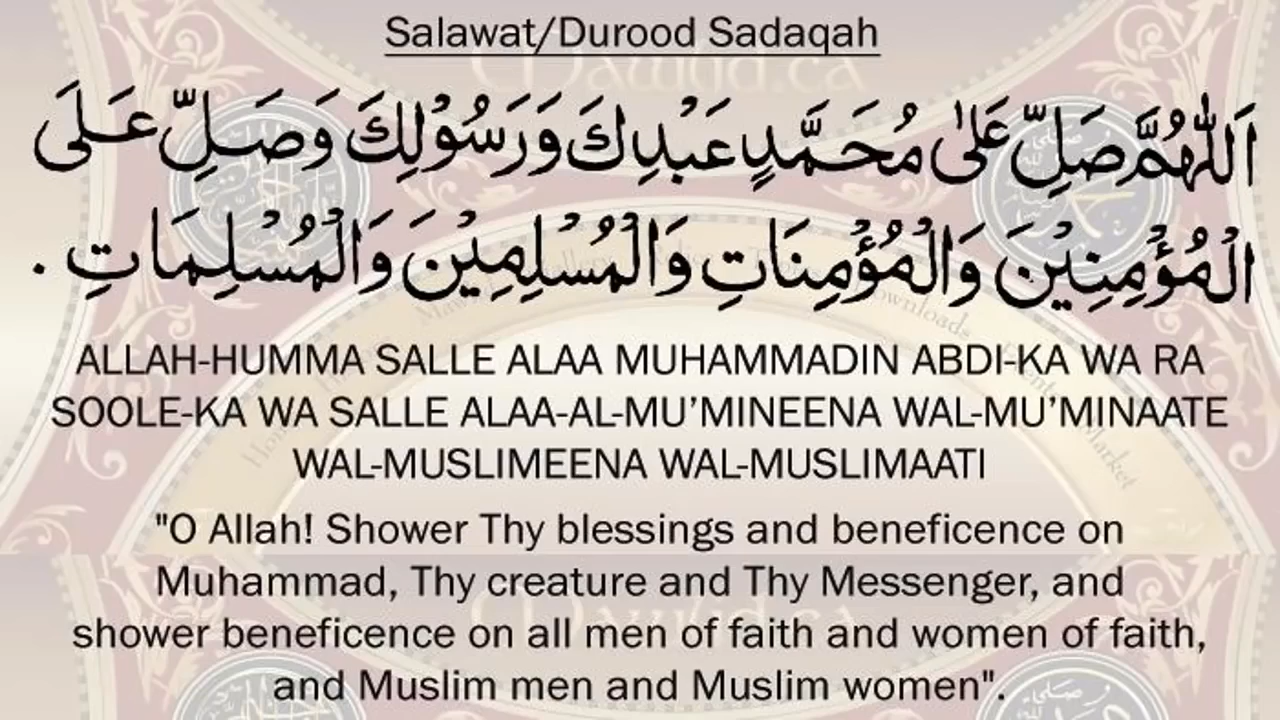 Salawat/Durood Sadaqah
اَللّٰهُمَّ صَلِّ عَلٰى مُحَمَّدٍ عَبْدِكَ وَرَسُوْلِكَ وَصَلِّ عَلَى
الْمُؤْمِنِيْنَ وَالْمُؤْمِنَاتِ وَالْمُسْلِمِيْنَ وَالْمُسْلِمَاتِ .
ALLAH-HUMMA SALLE ALAA MUHAMMADIN ABDI-KA WA RA
SOOLE-KA WA SALLE ALAA-AL-MU’MINEENA WAL-MU’MINAATE
WAL-MUSLIMEENA WAL-MUSLIMAATI
"O Allah! Shower Thy blessings and beneficence on
Muhammad, Thy creature and Thy Messenger, and
shower beneficence on all men of faith and women of faith,
and Muslim men and Muslim women".